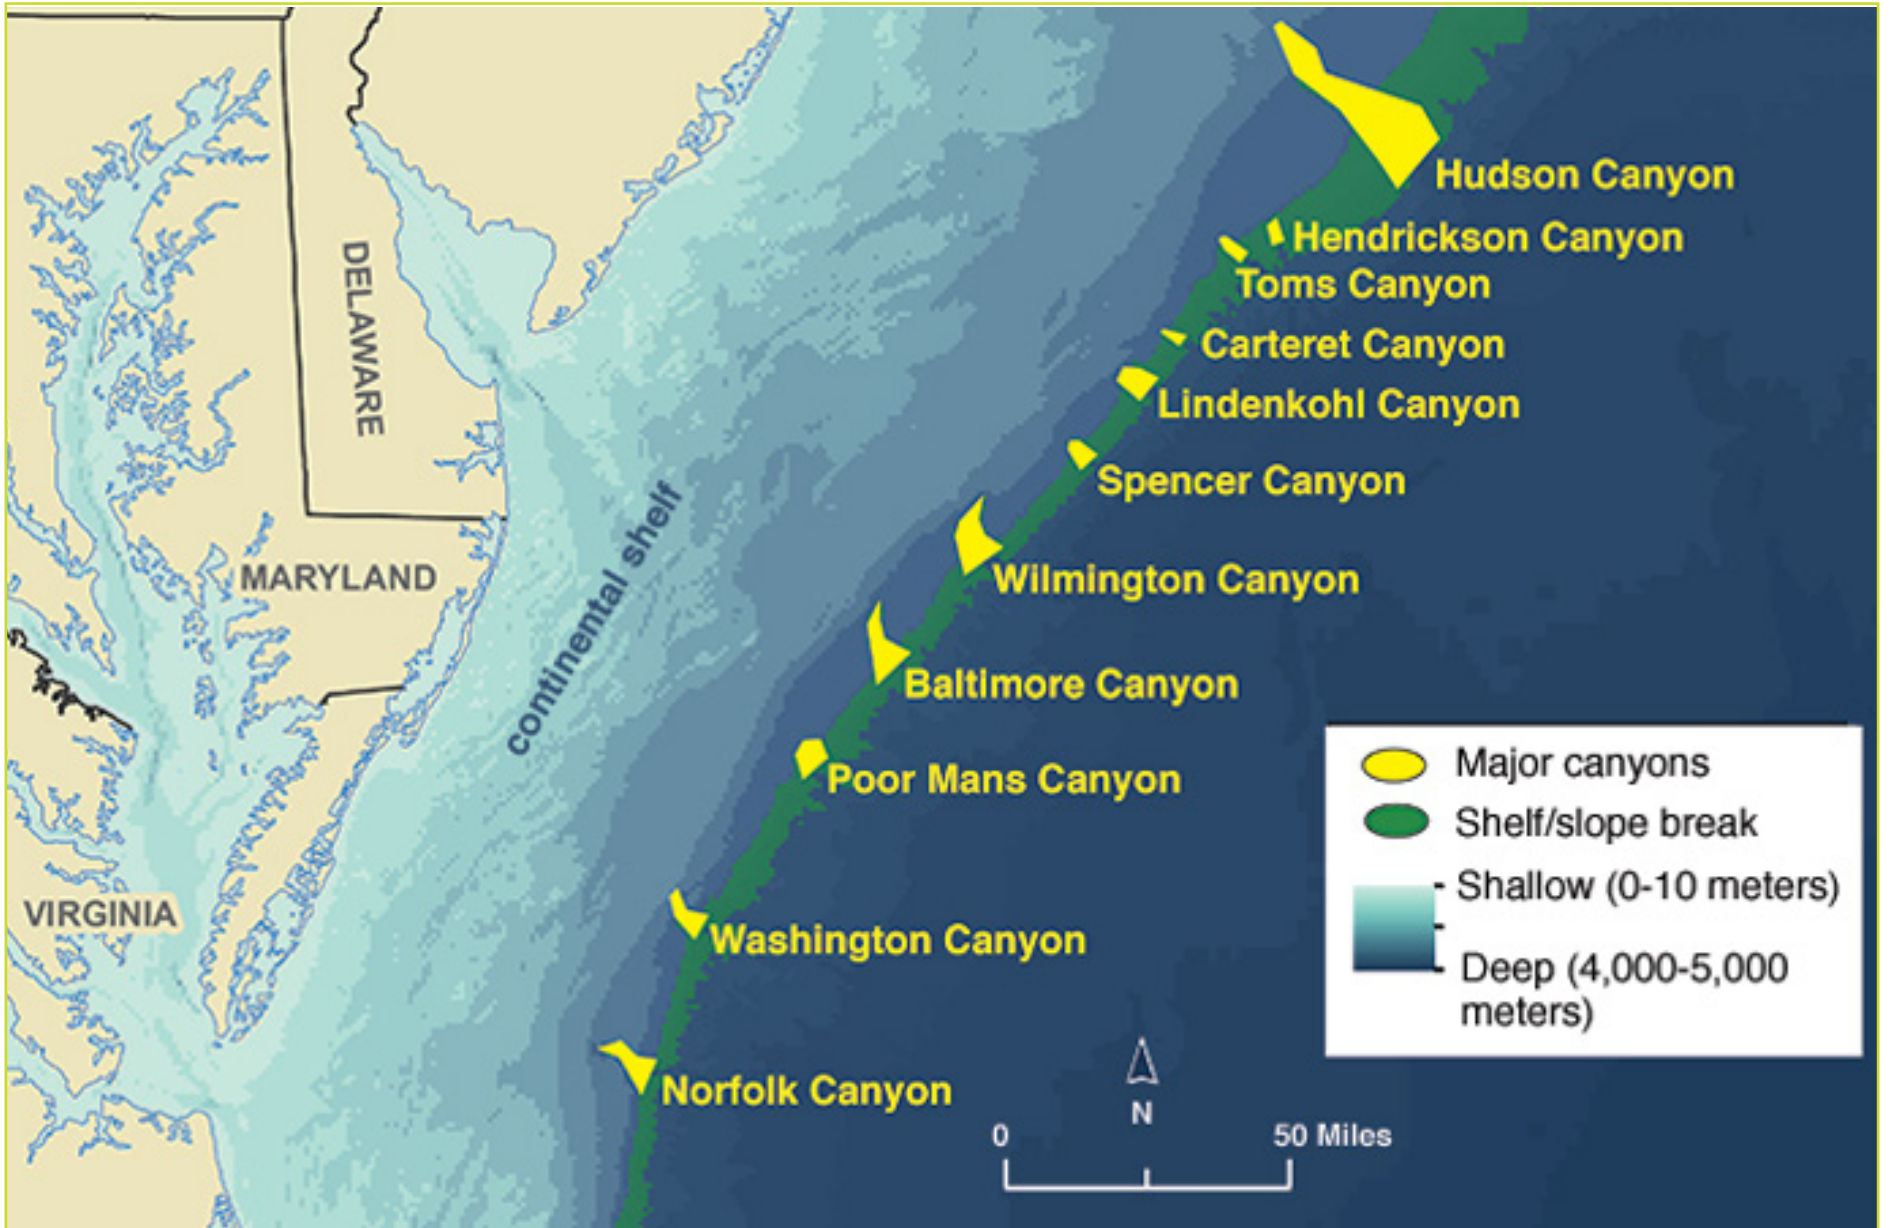 Hudson Canyon
Hendrickson Canyon
Toms Canyon
Carteret Canyon
Lindenkohl Canyon
Spencer Canyon
Wilmington Canyon
Baltimore Canyon
Poor Mans Canyon
Washington Canyon
Norfolk Canyon
DELAWARE
MARYLAND
VIRGINIA
continental shelf
Major canyons
Shelf/slope break
Shallow (0-10 meters)
Deep (4,000-5,000
meters)
N
0
50 Miles